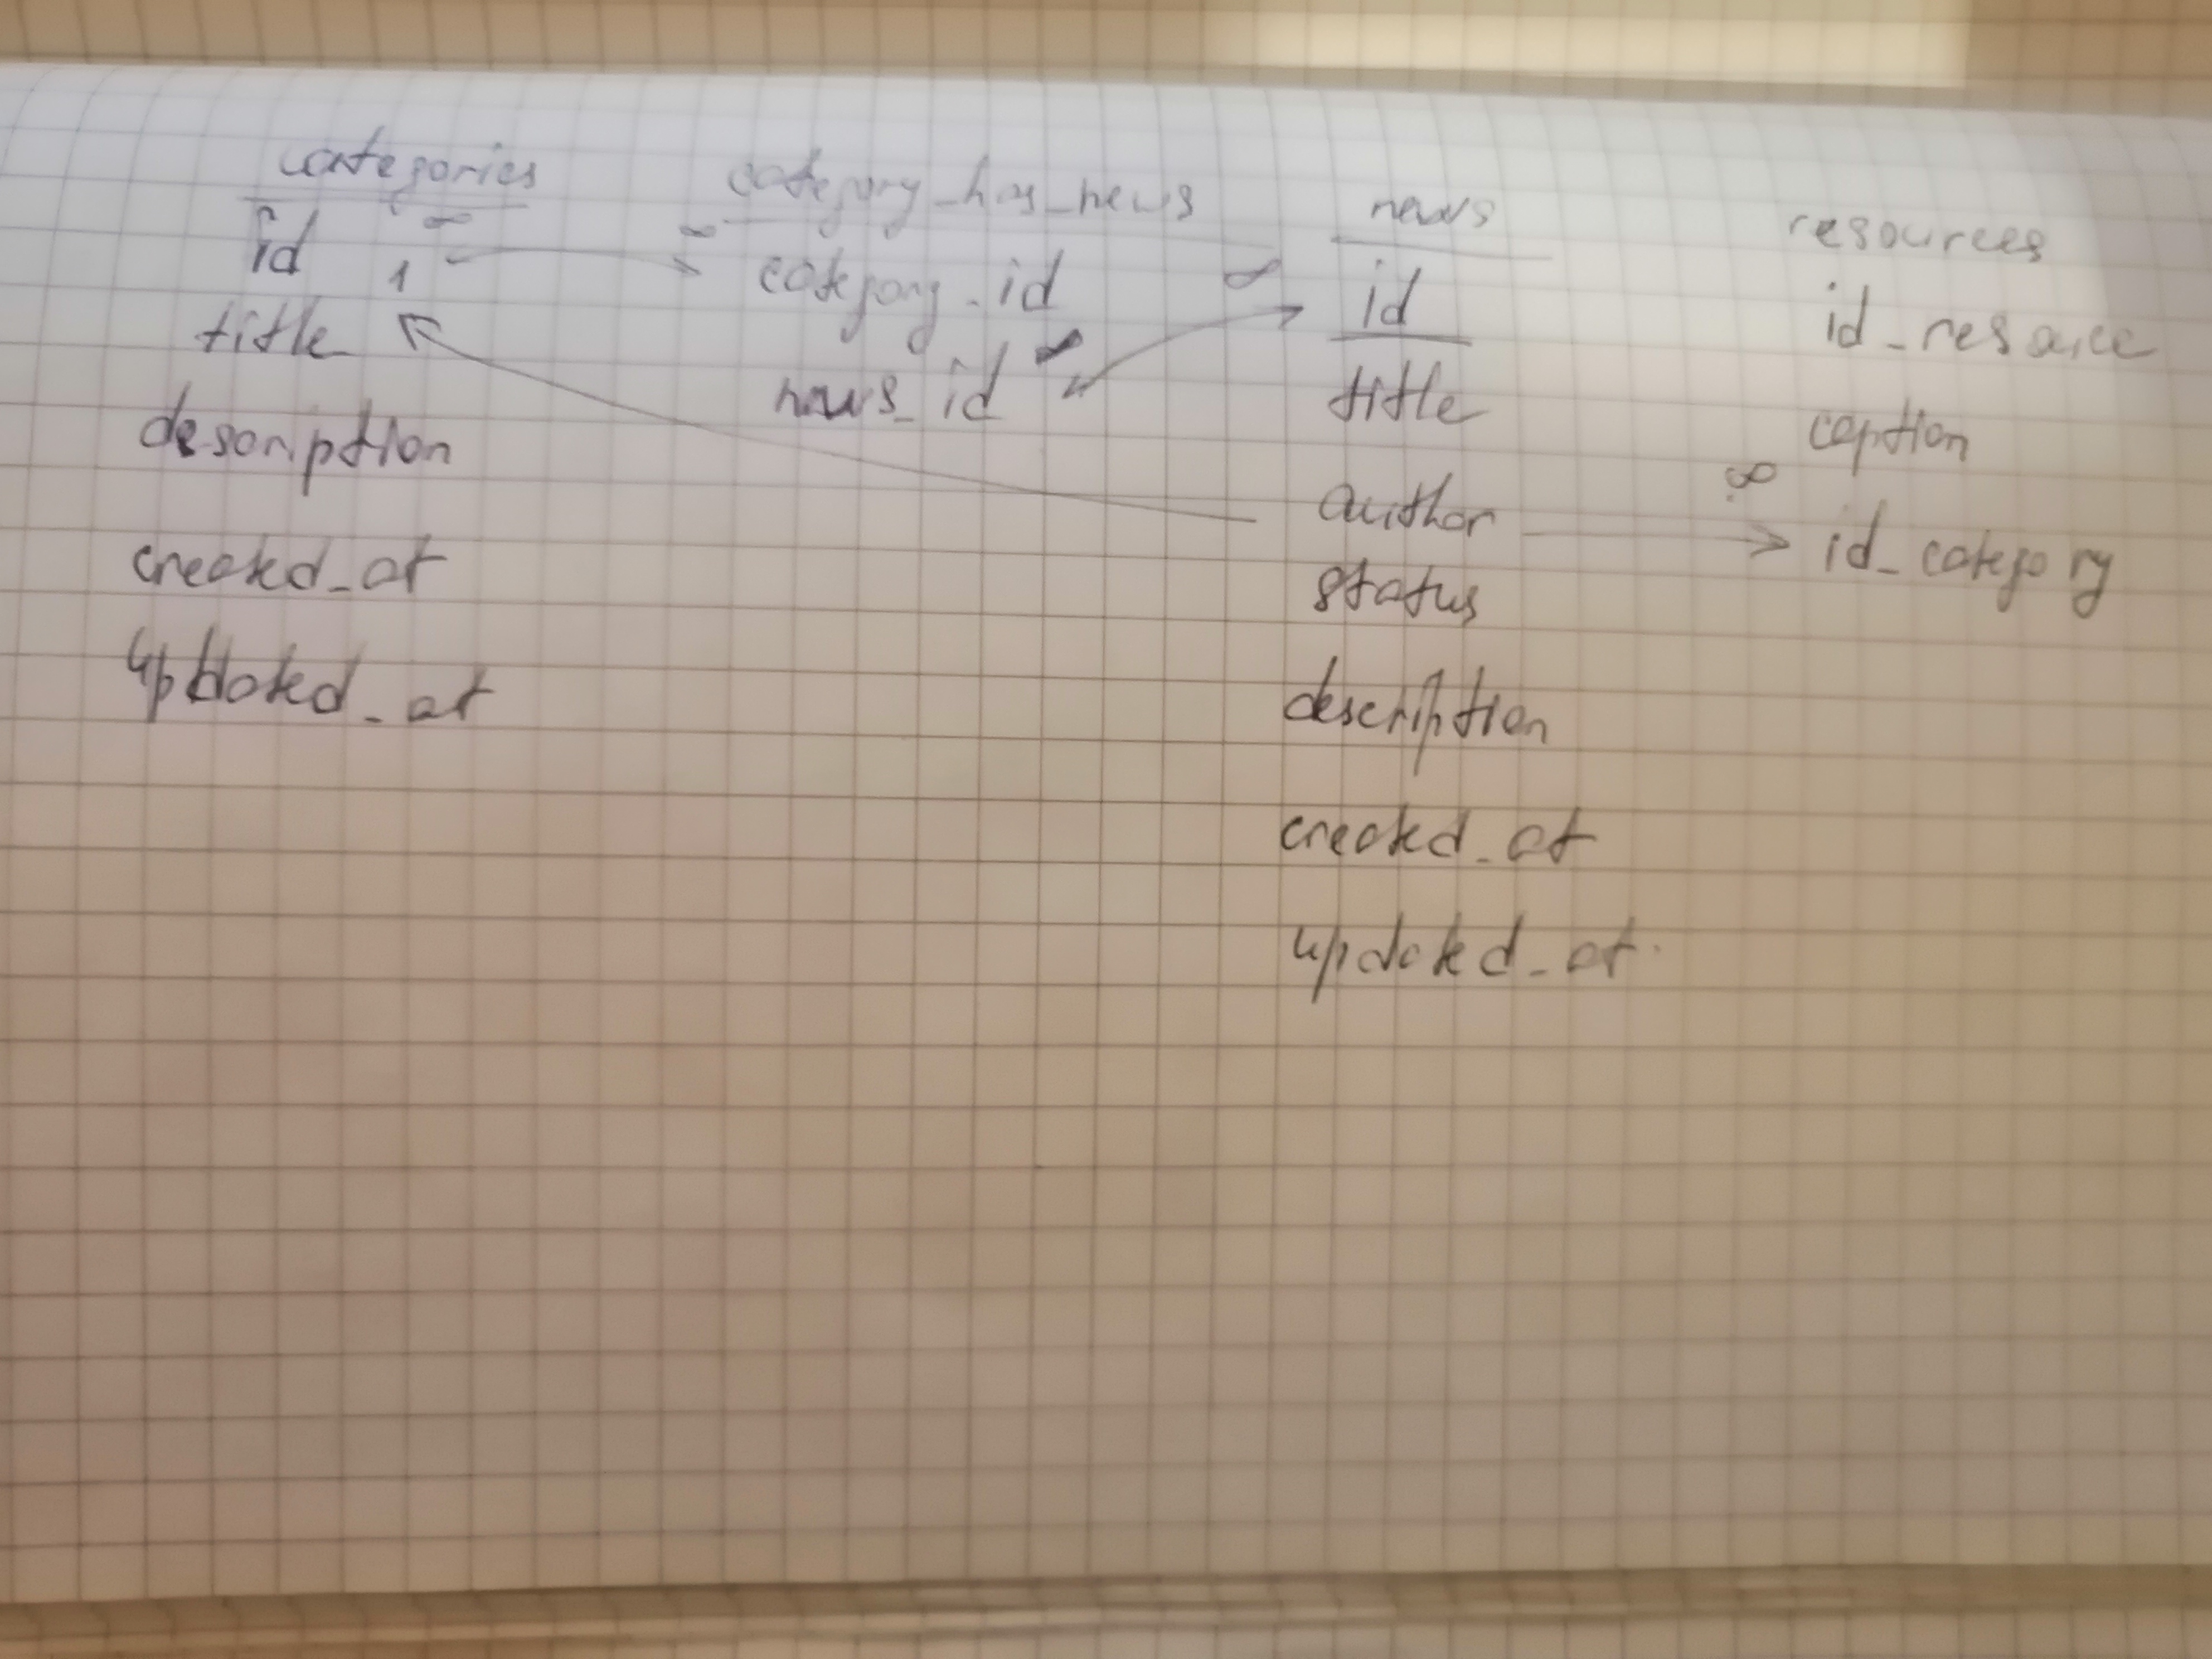 categories
id
title
description
created_at
updated_at
∞
1
category_has_news
∞
category_id
news_id
∞
news
∞
id
title
author
status
description
created_at
updated_at
resources
id_resource
caption
∞
id_category